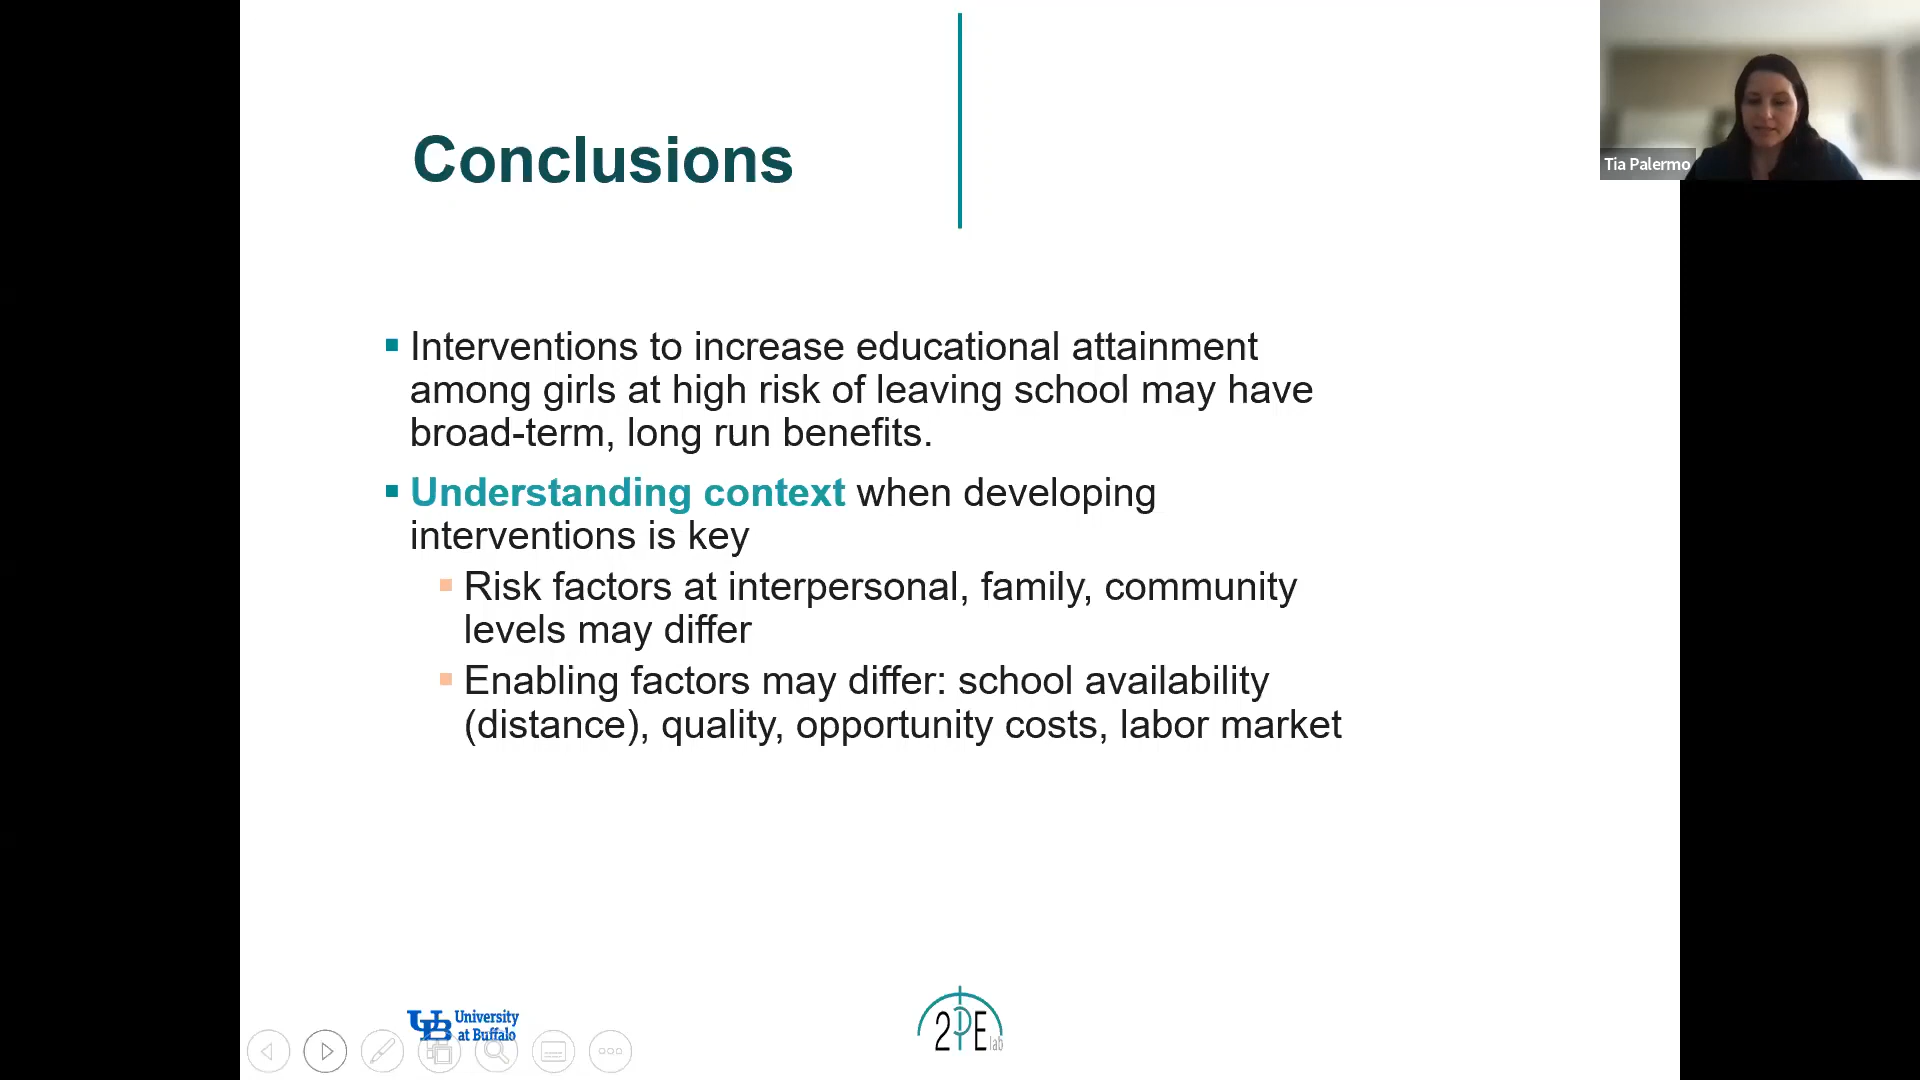 Conclusions
Tia Palermo
Interventions to increase educational attainment
among girls at high risk of leaving school may have
broad-term, long run benefits.
Understanding context when developing
interventions is key
Risk factors at interpersonal, family, community
levels may differ
Enabling factors may differ: school availability
(distance), quality, opportunity costs, labor market
UB University
at Buffalo
2PE lab